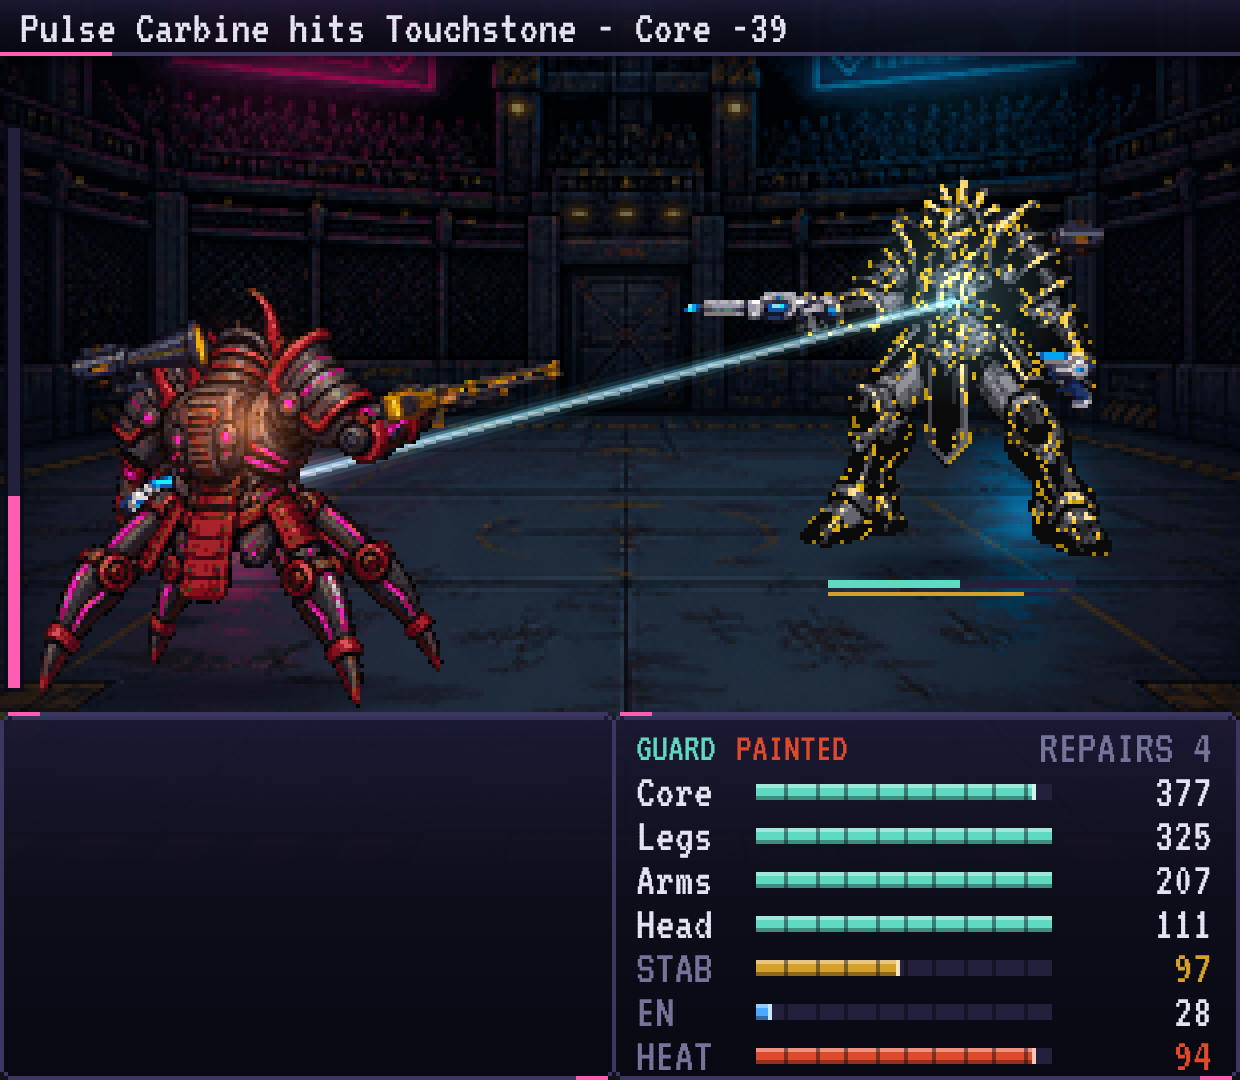 Pulse Carbine hits Touchstone - Core -39
GUARD PAINTED REPAIRS 4
Core 377
Legs 325
Arms 207
Head 111
STAB 97
EN 28
HEAT 94